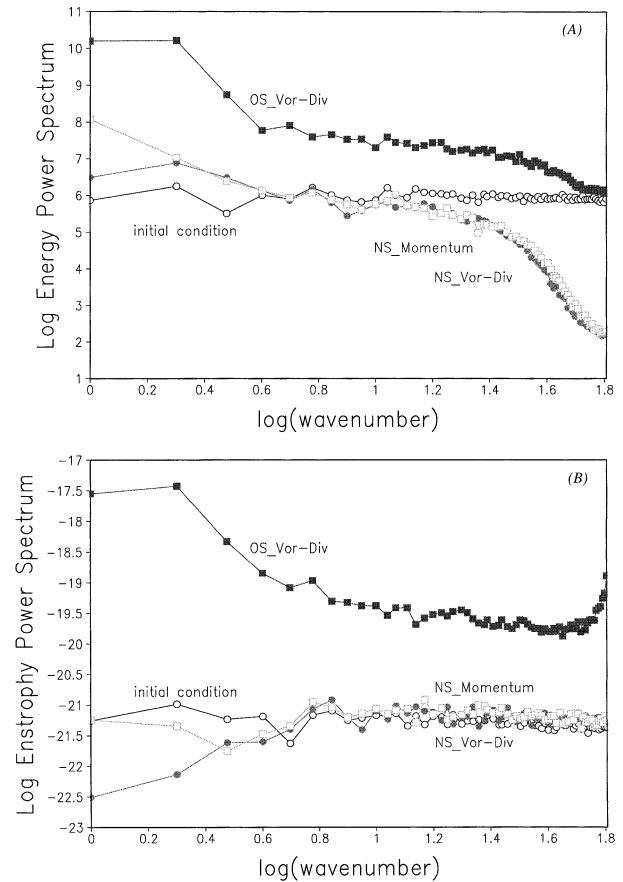 (A)
Log Energy Power Spectrum
11
10
9
8
7
6
5
4
3
2
1
OS_Vor-Div
initial condition
NS_Momentum
NS_Vor-Div
0 0.2 0.4 0.6 0.8 1 1.2 1.4 1.6 1.8
log(wavenumber)
(B)
Log Enstrophy Power Spectrum
-17
-17.5
-18
-18.5
-19
-19.5
-20
-20.5
-21
-21.5
-22
-22.5
-23
OS_Vor-Div
initial condition
NS_Momentum
NS_Vor-Div
0 0.2 0.4 0.6 0.8 1 1.2 1.4 1.6 1.8
log(wavenumber)